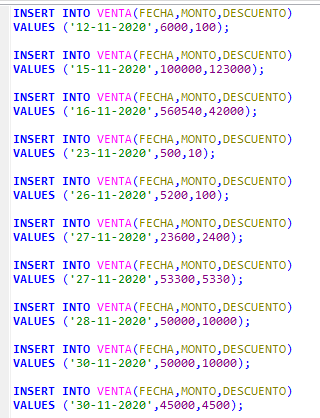 INSERT INTO VENTA(FECHA,MONTO,DESCUENTO)
VALUES ('12-11-2020',6000,100);
INSERT INTO VENTA(FECHA,MONTO,DESCUENTO)
VALUES ('15-11-2020',100000,123000);
INSERT INTO VENTA(FECHA,MONTO,DESCUENTO)
VALUES ('16-11-2020',560540,42000);
INSERT INTO VENTA(FECHA,MONTO,DESCUENTO)
VALUES ('23-11-2020',500,10);
INSERT INTO VENTA(FECHA,MONTO,DESCUENTO)
VALUES ('26-11-2020',5200,100);
INSERT INTO VENTA(FECHA,MONTO,DESCUENTO)
VALUES ('27-11-2020',23600,2400);
INSERT INTO VENTA(FECHA,MONTO,DESCUENTO)
VALUES ('27-11-2020',53300,5330);
INSERT INTO VENTA(FECHA,MONTO,DESCUENTO)
VALUES ('28-11-2020',50000,10000);
INSERT INTO VENTA(FECHA,MONTO,DESCUENTO)
VALUES ('30-11-2020',50000,10000);
INSERT INTO VENTA(FECHA,MONTO,DESCUENTO)
VALUES ('30-11-2020',45000,4500);